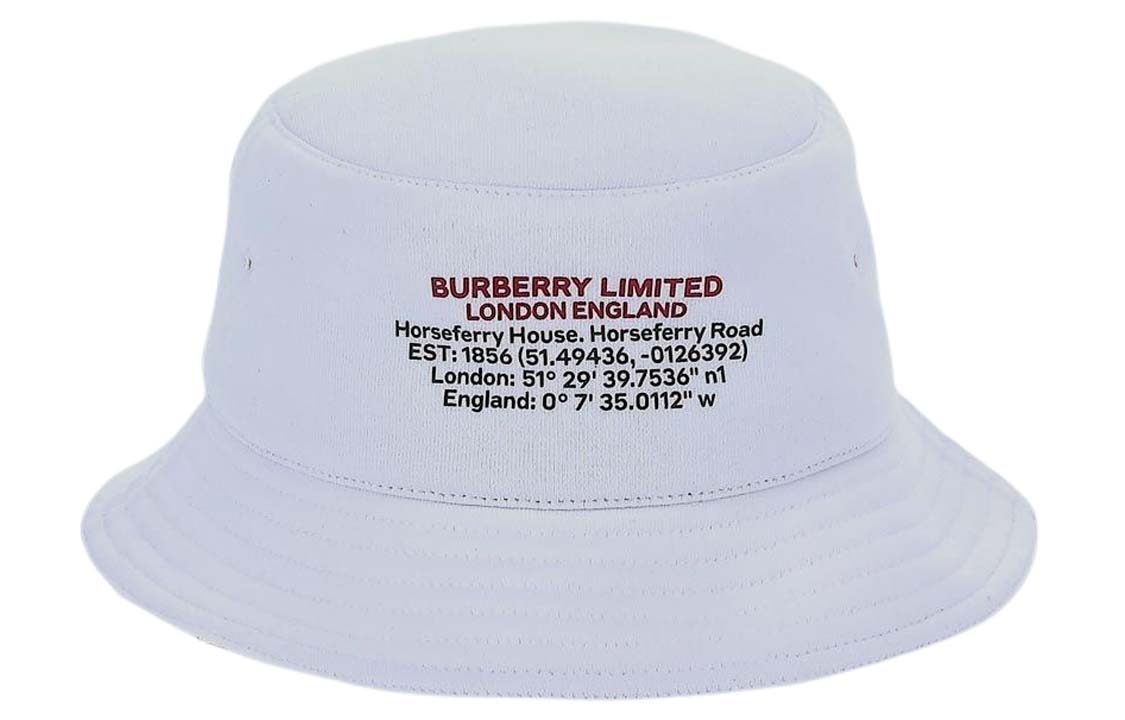 BURBERRY LIMITED
LONDON ENGLAND
Horseferry House. Horseferry Road
EST: 1856 (51.49436, -0126392)
London: 51° 29' 39.7536" n1
England: 0° 7' 35.0112" w